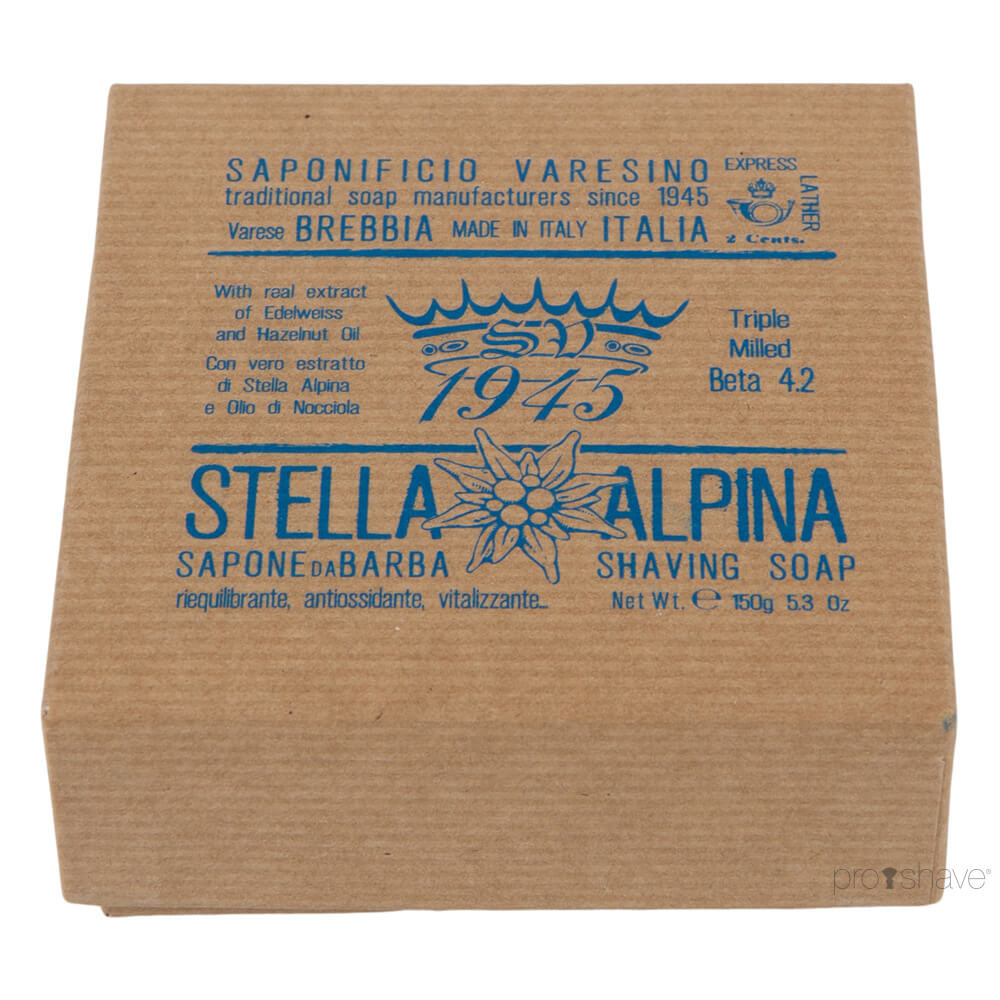 SAPONIFICIO VARESINO
traditional soap manufacturers since 1945
Varese BREBBIA MADE IN ITALY ITALIA
EXPRESS
LATHER
2 Cents.
With real extract
of Edelweiss
and Hazelnut Oil
Con vero estratto
di Stella Alpina
e Olio di Nocciola
SV
1945
Triple
Milled
Beta 4.2
STELLA ALPINA
SAPONE DA BARBA SHAVING SOAP
riequilibrante, antiossidante, vitalizzante... Net Wt. ℮ 150g 5.3 Oz
proshave®